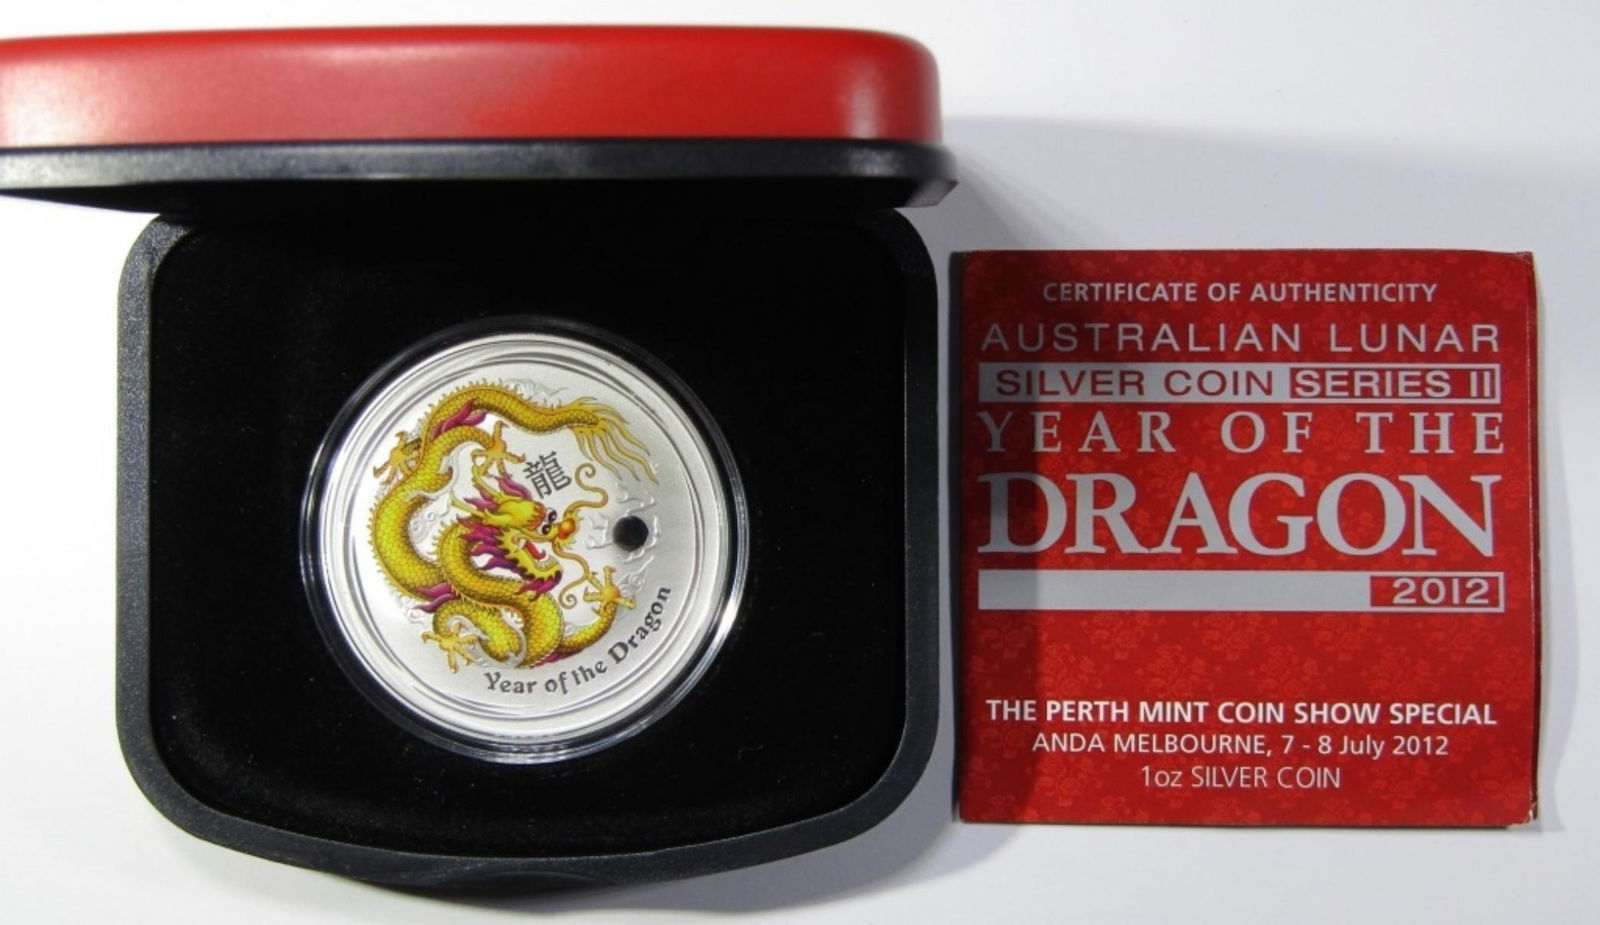 龍
Year of the Dragon
CERTIFICATE OF AUTHENTICITY
AUSTRALIAN LUNAR
SILVER COIN SERIES II
YEAR OF THE
DRAGON
2012
THE PERTH MINT COIN SHOW SPECIAL
ANDA MELBOURNE, 7 - 8 July 2012
1oz SILVER COIN